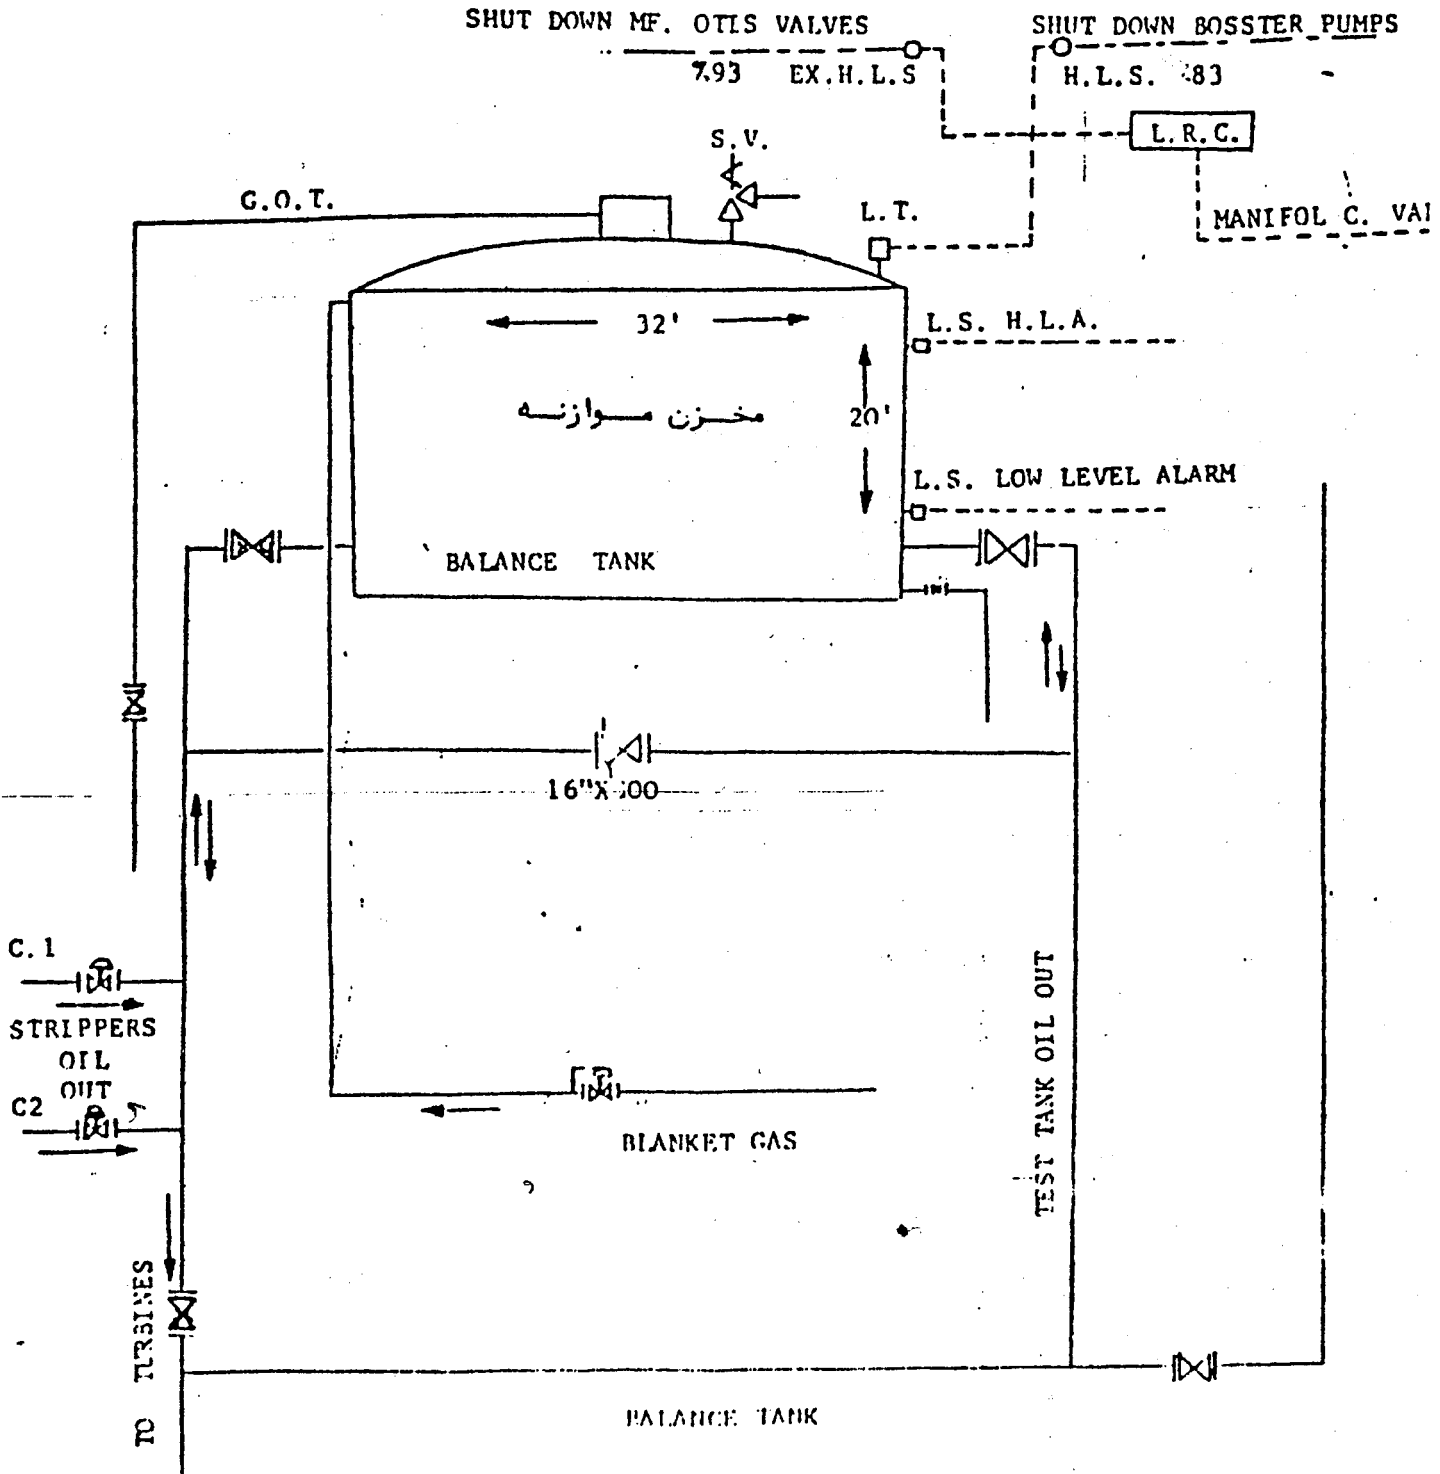 SHUT DOWN MF. OTIS VALVES
SHUT DOWN BOSSTER PUMPS
EX.H.L.S
H.L.S.
S.V.
L.R.C.
G.O.T.
L.T.
MANIFOL C.
32'
L.S. H.L.A.
مخزن موازنه
20'
L.S. LOW LEVEL ALARM
BALANCE TANK
C.1
STRIPPERS
OIL
OUT
C2
TEST TANK OIL OUT
BLANKET GAS
TO TURBINES
BALANCE TANK